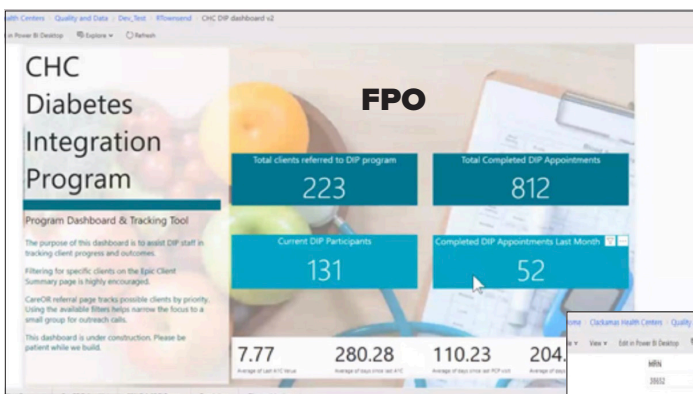 ealth Centers Quality and Data Dev_Test RTownsend CHC DIP dashboard v2
in Power BI Desktop Explore Refresh
CHC
Diabetes
Integration
Program
FPO
Program Dashboard & Tracking Tool
The purpose of this dashboard is to assist DIP staff in
tracking client progress and outcomes.
Filtering for specific clients on the Epic Client
Summary page is highly encouraged.
CareOR referral page tracks possible clients by priority.
Using the available filters helps narrow the focus to a
small group for outreach calls.
This dashboard is under construction. Please be
patient while we build.
Total clients referred to DIP program
223
Total Completed DIP Appointments
812
Current DIP Participants
131
Completed DIP Appointments Last Month
52
7.77
Average of Last A1C Value
280.28
Average of days since last A1C
110.23
Average of days since last PCP visit
204.
Average of days
ome Clackamas Health Centers Quality
View Edit in Power BI Desktop
MRN